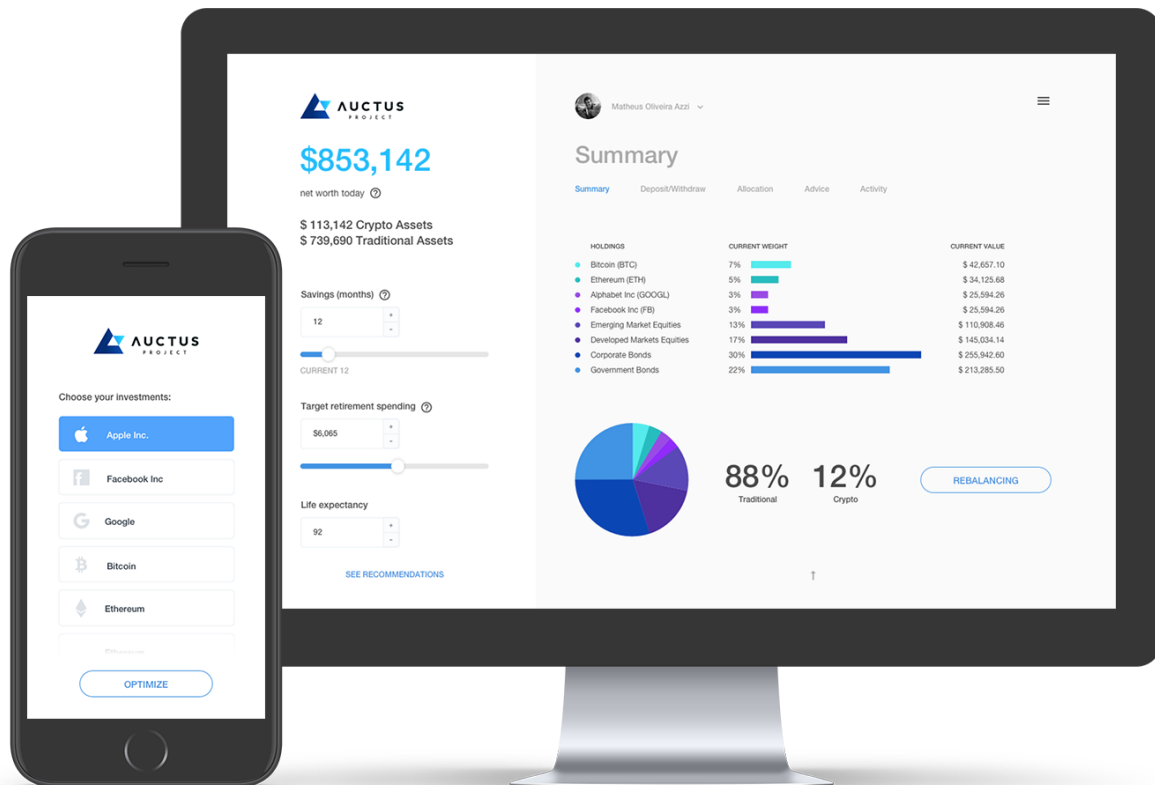 AUCTUS
PROJECT
$853,142
net worth today ?
$ 113,142 Crypto Assets
$ 739,690 Traditional Assets
Savings (months) ?
12
+
-
CURRENT 12
Target retirement spending ?
$6,065
+
-
Life expectancy
92
+
-
SEE RECOMMENDATIONS
Matheus Oliveira Azzi
Summary
Summary Deposit/Withdraw Allocation Advice Activity
HOLDINGS CURRENT WEIGHT CURRENT VALUE
Bitcoin (BTC) 7% $ 42,657.10
Ethereum (ETH) 5% $ 34,125.68
Alphabet Inc (GOOGL) 3% $ 25,594.26
Facebook Inc (FB) 3% $ 25,594.26
Emerging Market Equities 13% $ 110,908.46
Developed Markets Equities 17% $ 145,034.14
Corporate Bonds 30% $ 255,942.60
Government Bonds 22% $ 213,285.50
88% 12%
Traditional Crypto
REBALANCING
↑
AUCTUS
PROJECT
Choose your investments:
Apple Inc.
Facebook Inc
Google
Bitcoin
Ethereum
Ethereum
OPTIMIZE